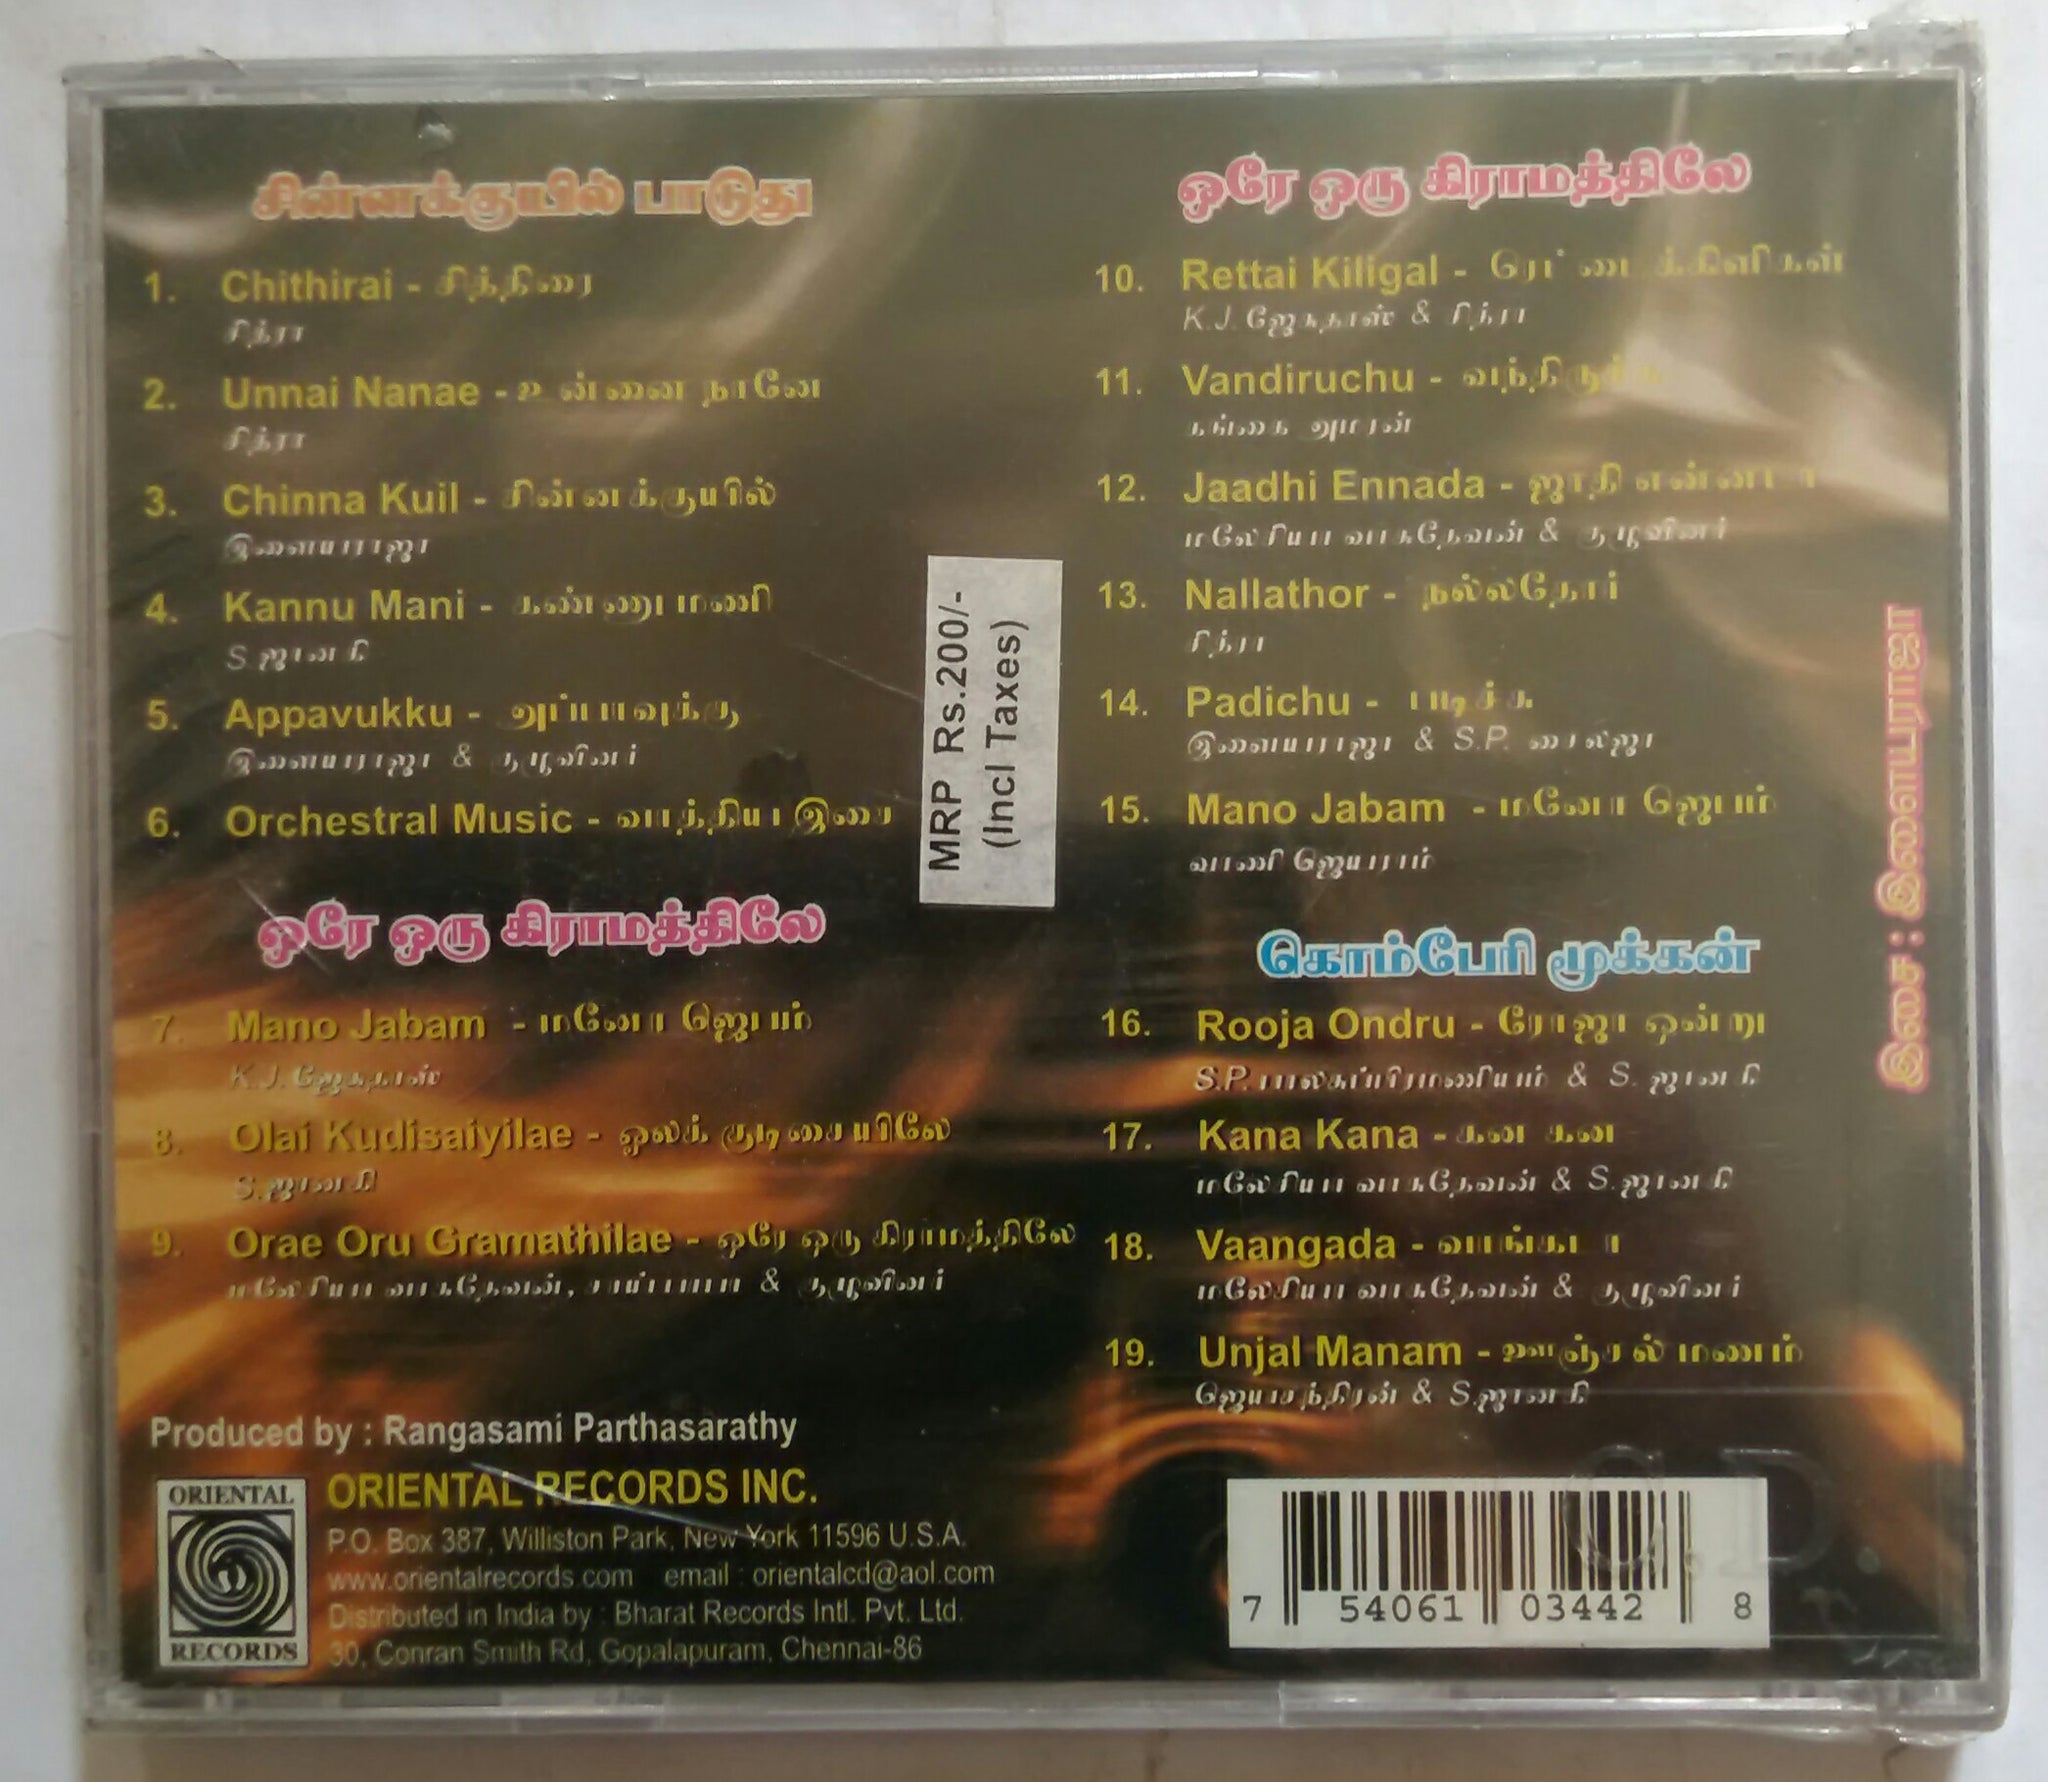 சின்னக்குயில் பாடுது
1. Chithirai - சித்திரை
சித்ரா
2. Unnai Nanae - உன்னை நானே
சித்ரா
3. Chinna Kuil - சின்னக்குயில்
இளையராஜா
4. Kannu Mani - கண்ணு மணி
S.ஜானகி
5. Appavukku - அப்பாவுக்கு
இளையராஜா & குழுவினர்
6. Orchestral Music - வாத்திய இசை
ஒரே ஒரு கிராமத்திலே
7. Mano Jabam - மனோ ஜெபம்
K.J. ஜேசுதாஸ்
8. Olai Kudisaiyilae - ஓலக் குடிசையிலே
S.ஜானகி
9. Orae Oru Gramathilae - ஒரே ஒரு கிராமத்திலே
மலேசியா வாசுதேவன், சாய்பாபா & குழுவினர்
ஒரே ஒரு கிராமத்திலே
10. Rettai Kiligal - ரெட்டைக்கிளிகள்
K.J. ஜேசுதாஸ் & சித்ரா
11. Vandiruchu - வந்திருச்சு
கங்கை அமரன்
12. Jaadhi Ennada - ஜாதி என்னடா
மலேசியா வாசுதேவன் & குழுவினர்
13. Nallathor - நல்லதோர்
சித்ரா
14. Padichu - படிச்சு
இளையராஜா & S.P. சைலஜா
15. Mano Jabam - மனோ ஜெபம்
வாணி ஜெயராம்
கொம்பேரி மூக்கன்
16. Rooja Ondru - ரோஜா ஒன்று
S.P. பாலசுப்பிரமணியம் & S. ஜானகி
17. Kana Kana - கன கன
மலேசியா வாசுதேவன் & S.ஜானகி
18. Vaangada - வாங்கடா
மலேசியா வாசுதேவன் & குழுவினர்
19. Unjal Manam - ஊஞ்சல் மணம்
ஜெயசந்திரன் & S.ஜானகி
MRP Rs.200/-
(Incl Taxes)
இசை : இளையராஜா
Produced by : Rangasami Parthasarathy
ORIENTAL
RECORDS
ORIENTAL RECORDS INC.
P.O. Box 387, Williston Park, New York 11596 U.S.A.
www.orientalrecords.com email : orientalcd@aol.com
Distributed in India by : Bharat Records Intl. Pvt. Ltd.
30, Conran Smith Rd, Gopalapuram, Chennai-86
7 54061 03442 8